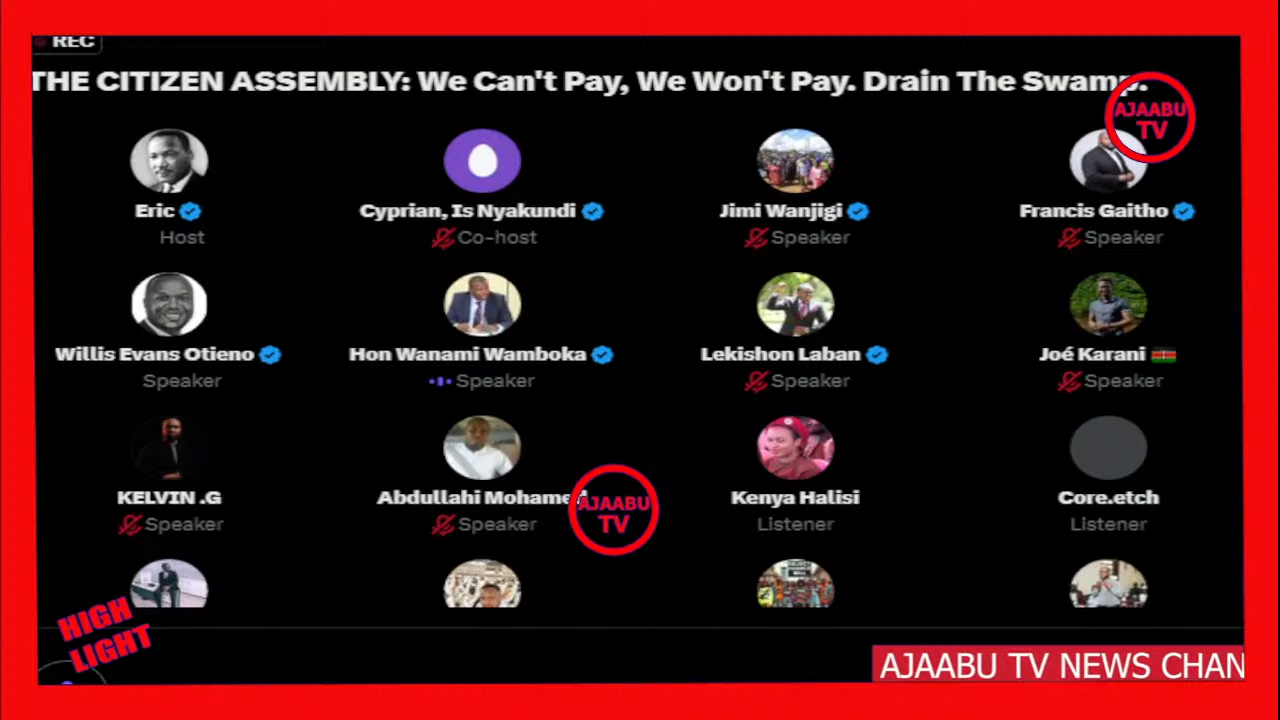 REC
THE CITIZEN ASSEMBLY: We Can't Pay, We Won't Pay. Drain The Swamp.
AJAABU
TV
Eric
Cyprian, Is Nyakundi
Jimi Wanjigi
Francis Gaitho
Host
Co-host
Speaker
Speaker
Willis Evans Otieno
Hon Wanami Wamboka
Lekishon Laban
Joé Karani
Speaker
Speaker
Speaker
Speaker
KELVIN .G
Abdullahi Mohamed
Kenya Halisi
Core.etch
Speaker
Speaker
Listener
Listener
AJAABU
TV
HIGH
LIGHT
AJAABU TV NEWS CHAN